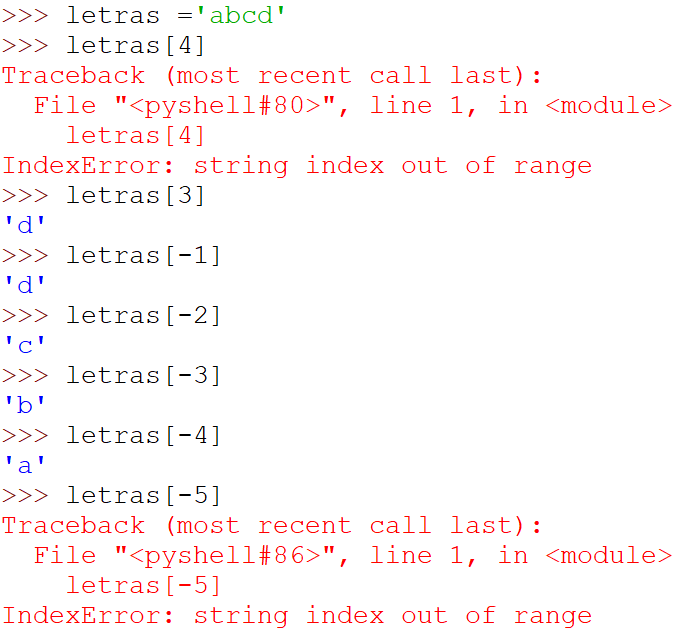 >>> letras ='abcd'
>>> letras[4]
Traceback (most recent call last):
  File "<pyshell#80>", line 1, in <module>
    letras[4]
IndexError: string index out of range
>>> letras[3]
'd'
>>> letras[-1]
'd'
>>> letras[-2]
'c'
>>> letras[-3]
'b'
>>> letras[-4]
'a'
>>> letras[-5]
Traceback (most recent call last):
  File "<pyshell#86>", line 1, in <module>
    letras[-5]
IndexError: string index out of range